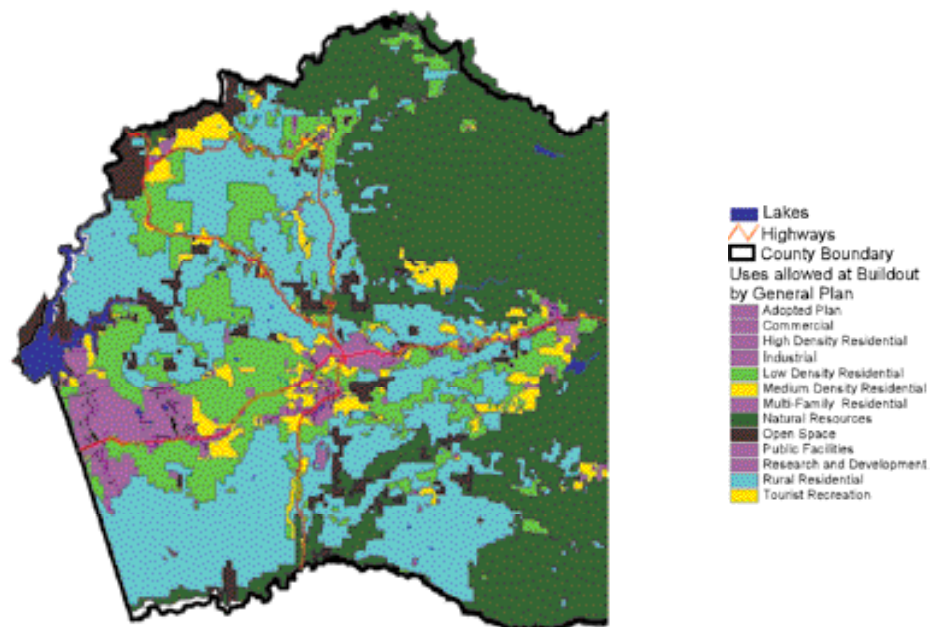 Lakes
Highways
County Boundary
Uses allowed at Buildout
by General Plan
Adopted Plan
Commercial
High Density Residential
Industrial
Low Density Residential
Medium Density Residential
Multi-Family Residential
Natural Resources
Open Space
Public Facilities
Research and Development
Rural Residential
Tourist Recreation